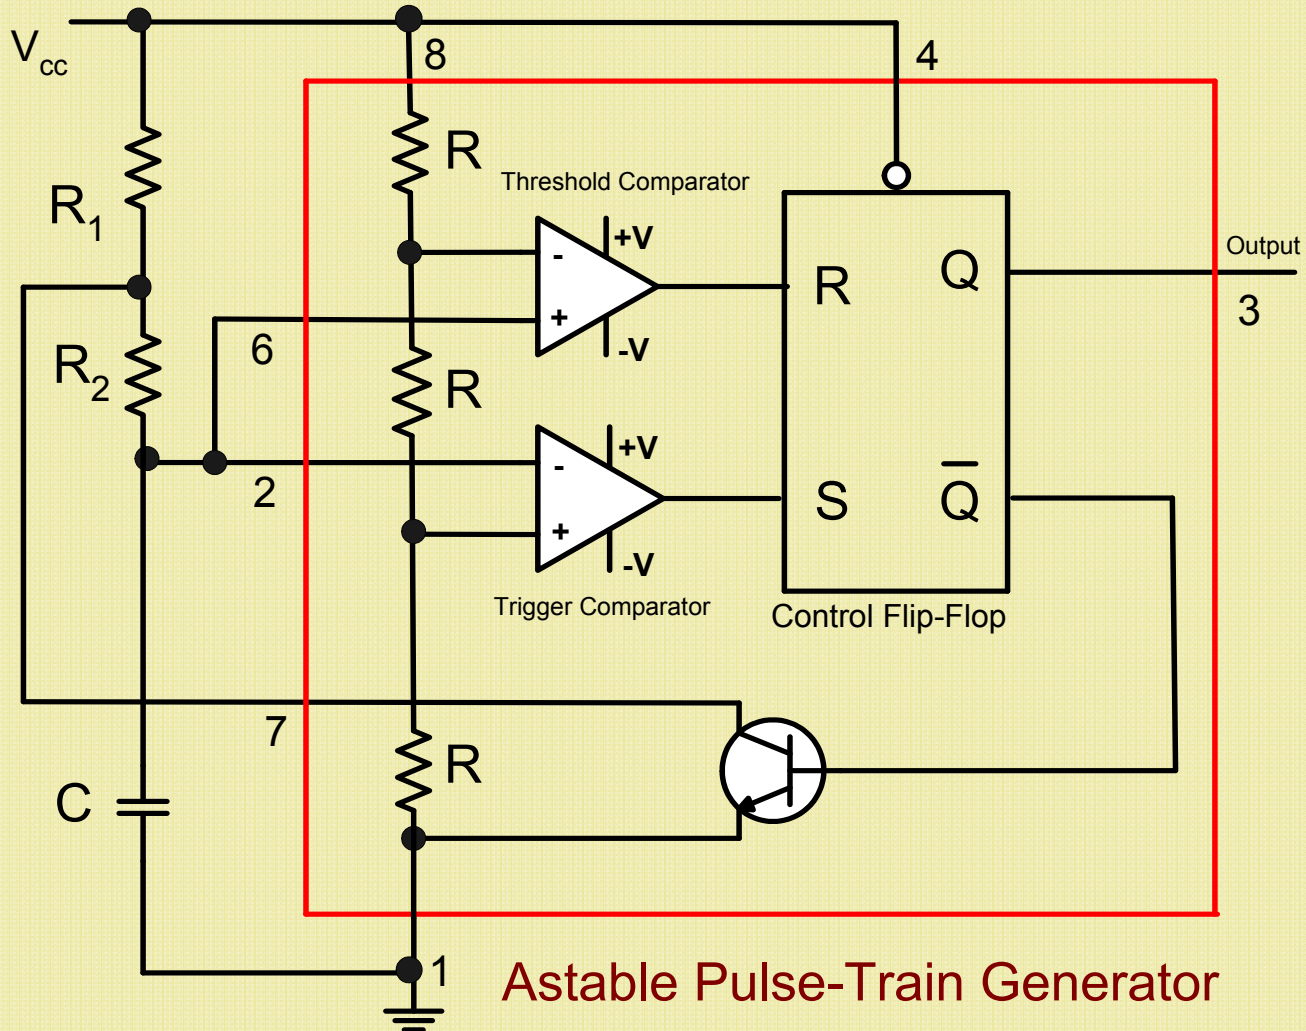 8
4
V_cc
R
Threshold Comparator
R₁
+V
-
R
Q
Output
+
3
6
-V
R₂
R
+V
-
2
S
Q̅
+
-V
Trigger Comparator
Control Flip-Flop
7
R
C
1
Astable Pulse-Train Generator